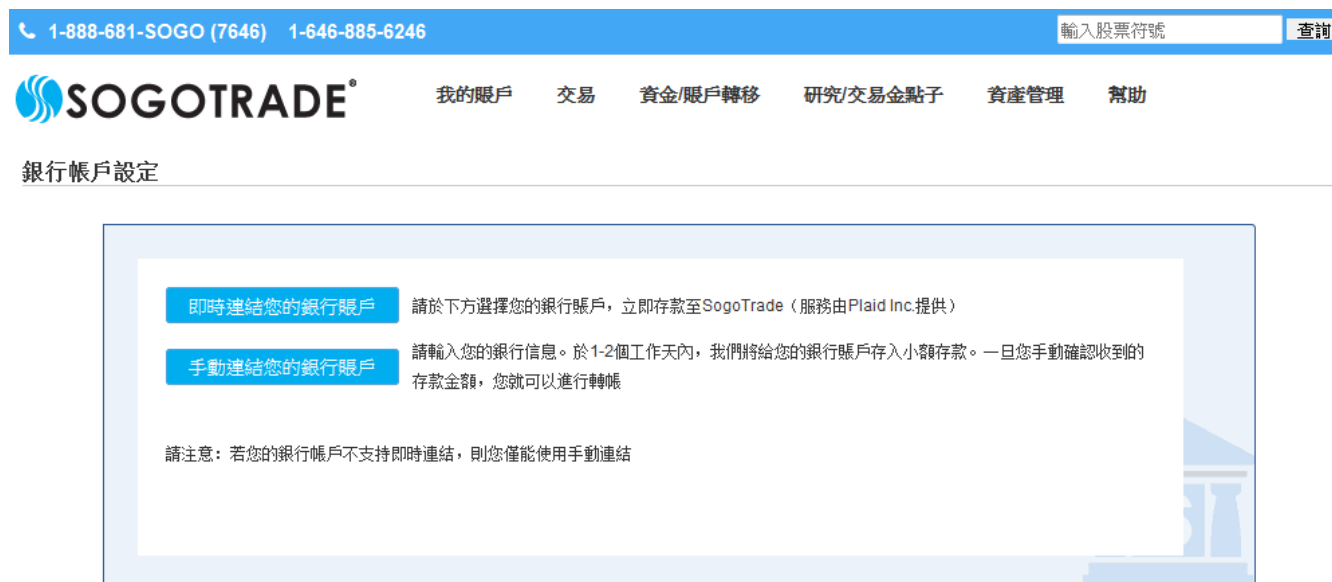 1-888-681-SOGO (7646) 1-646-885-6246 輸入股票符號 查詢
SOGOTRADE® 我的賬戶 交易 資金/賬戶轉移 研究/交易金點子 資產管理 幫助
銀行帳戶設定
即時連結您的銀行賬戶 請於下方選擇您的銀行賬戶，立即存款至SogoTrade（服務由Plaid Inc.提供）
手動連結您的銀行賬戶 請輸入您的銀行信息。於1-2個工作天內，我們將給您的銀行賬戶存入小額存款。一旦您手動確認收到的
存款金額，您就可以進行轉帳
請注意：若您的銀行帳戶不支持即時連結，則您僅能使用手動連結